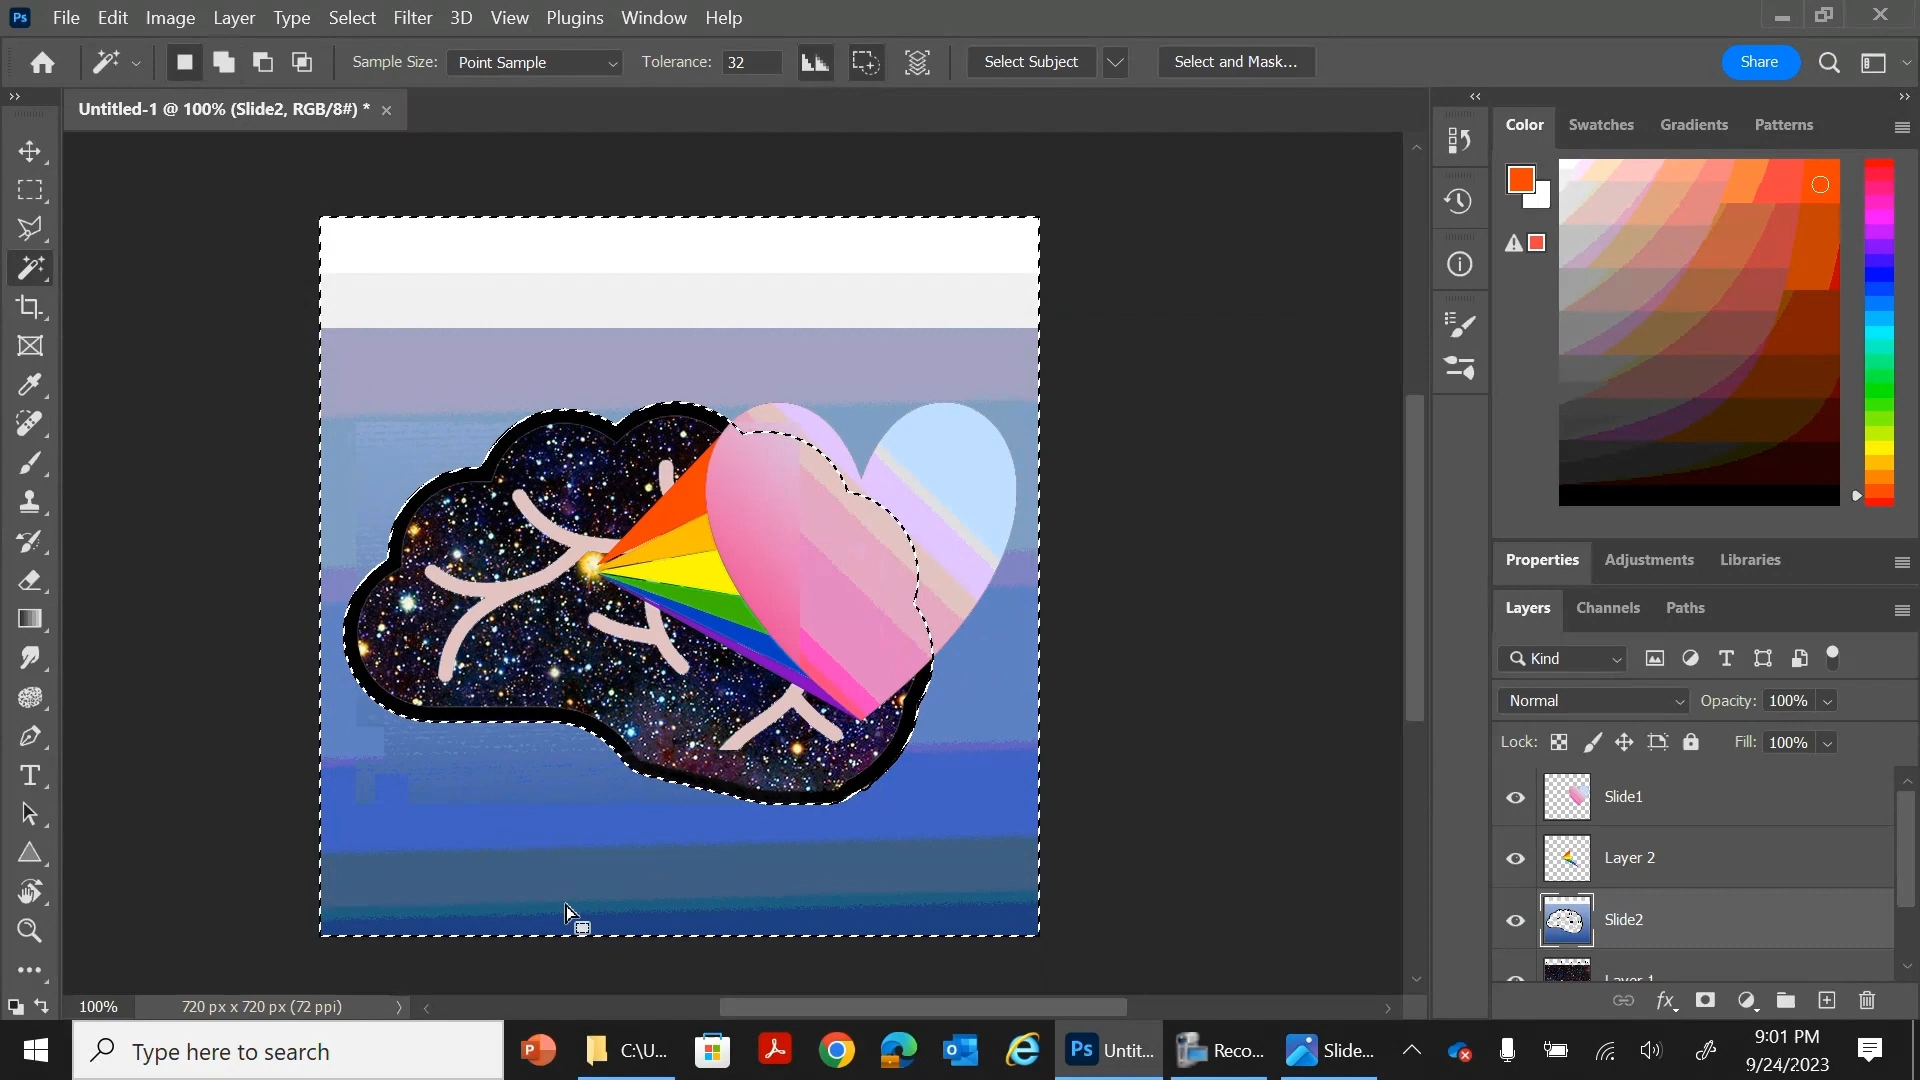 Ps File Edit Image Layer Type Select Filter 3D View Plugins Window Help
Sample Size: Point Sample Tolerance: 32 Select Subject Select and Mask... Share
Untitled-1 @ 100% (Slide2, RGB/8#) *
Color Swatches Gradients Patterns
Properties Adjustments Libraries
Layers Channels Paths
Kind
Normal Opacity: 100%
Lock: Fill: 100%
Slide1
Layer 2
Slide2
Layer 1
100% 720 px x 720 px (72 ppi)
Type here to search
C:\U... Ps Untit... Reco... Slide...
9:01 PM
9/24/2023